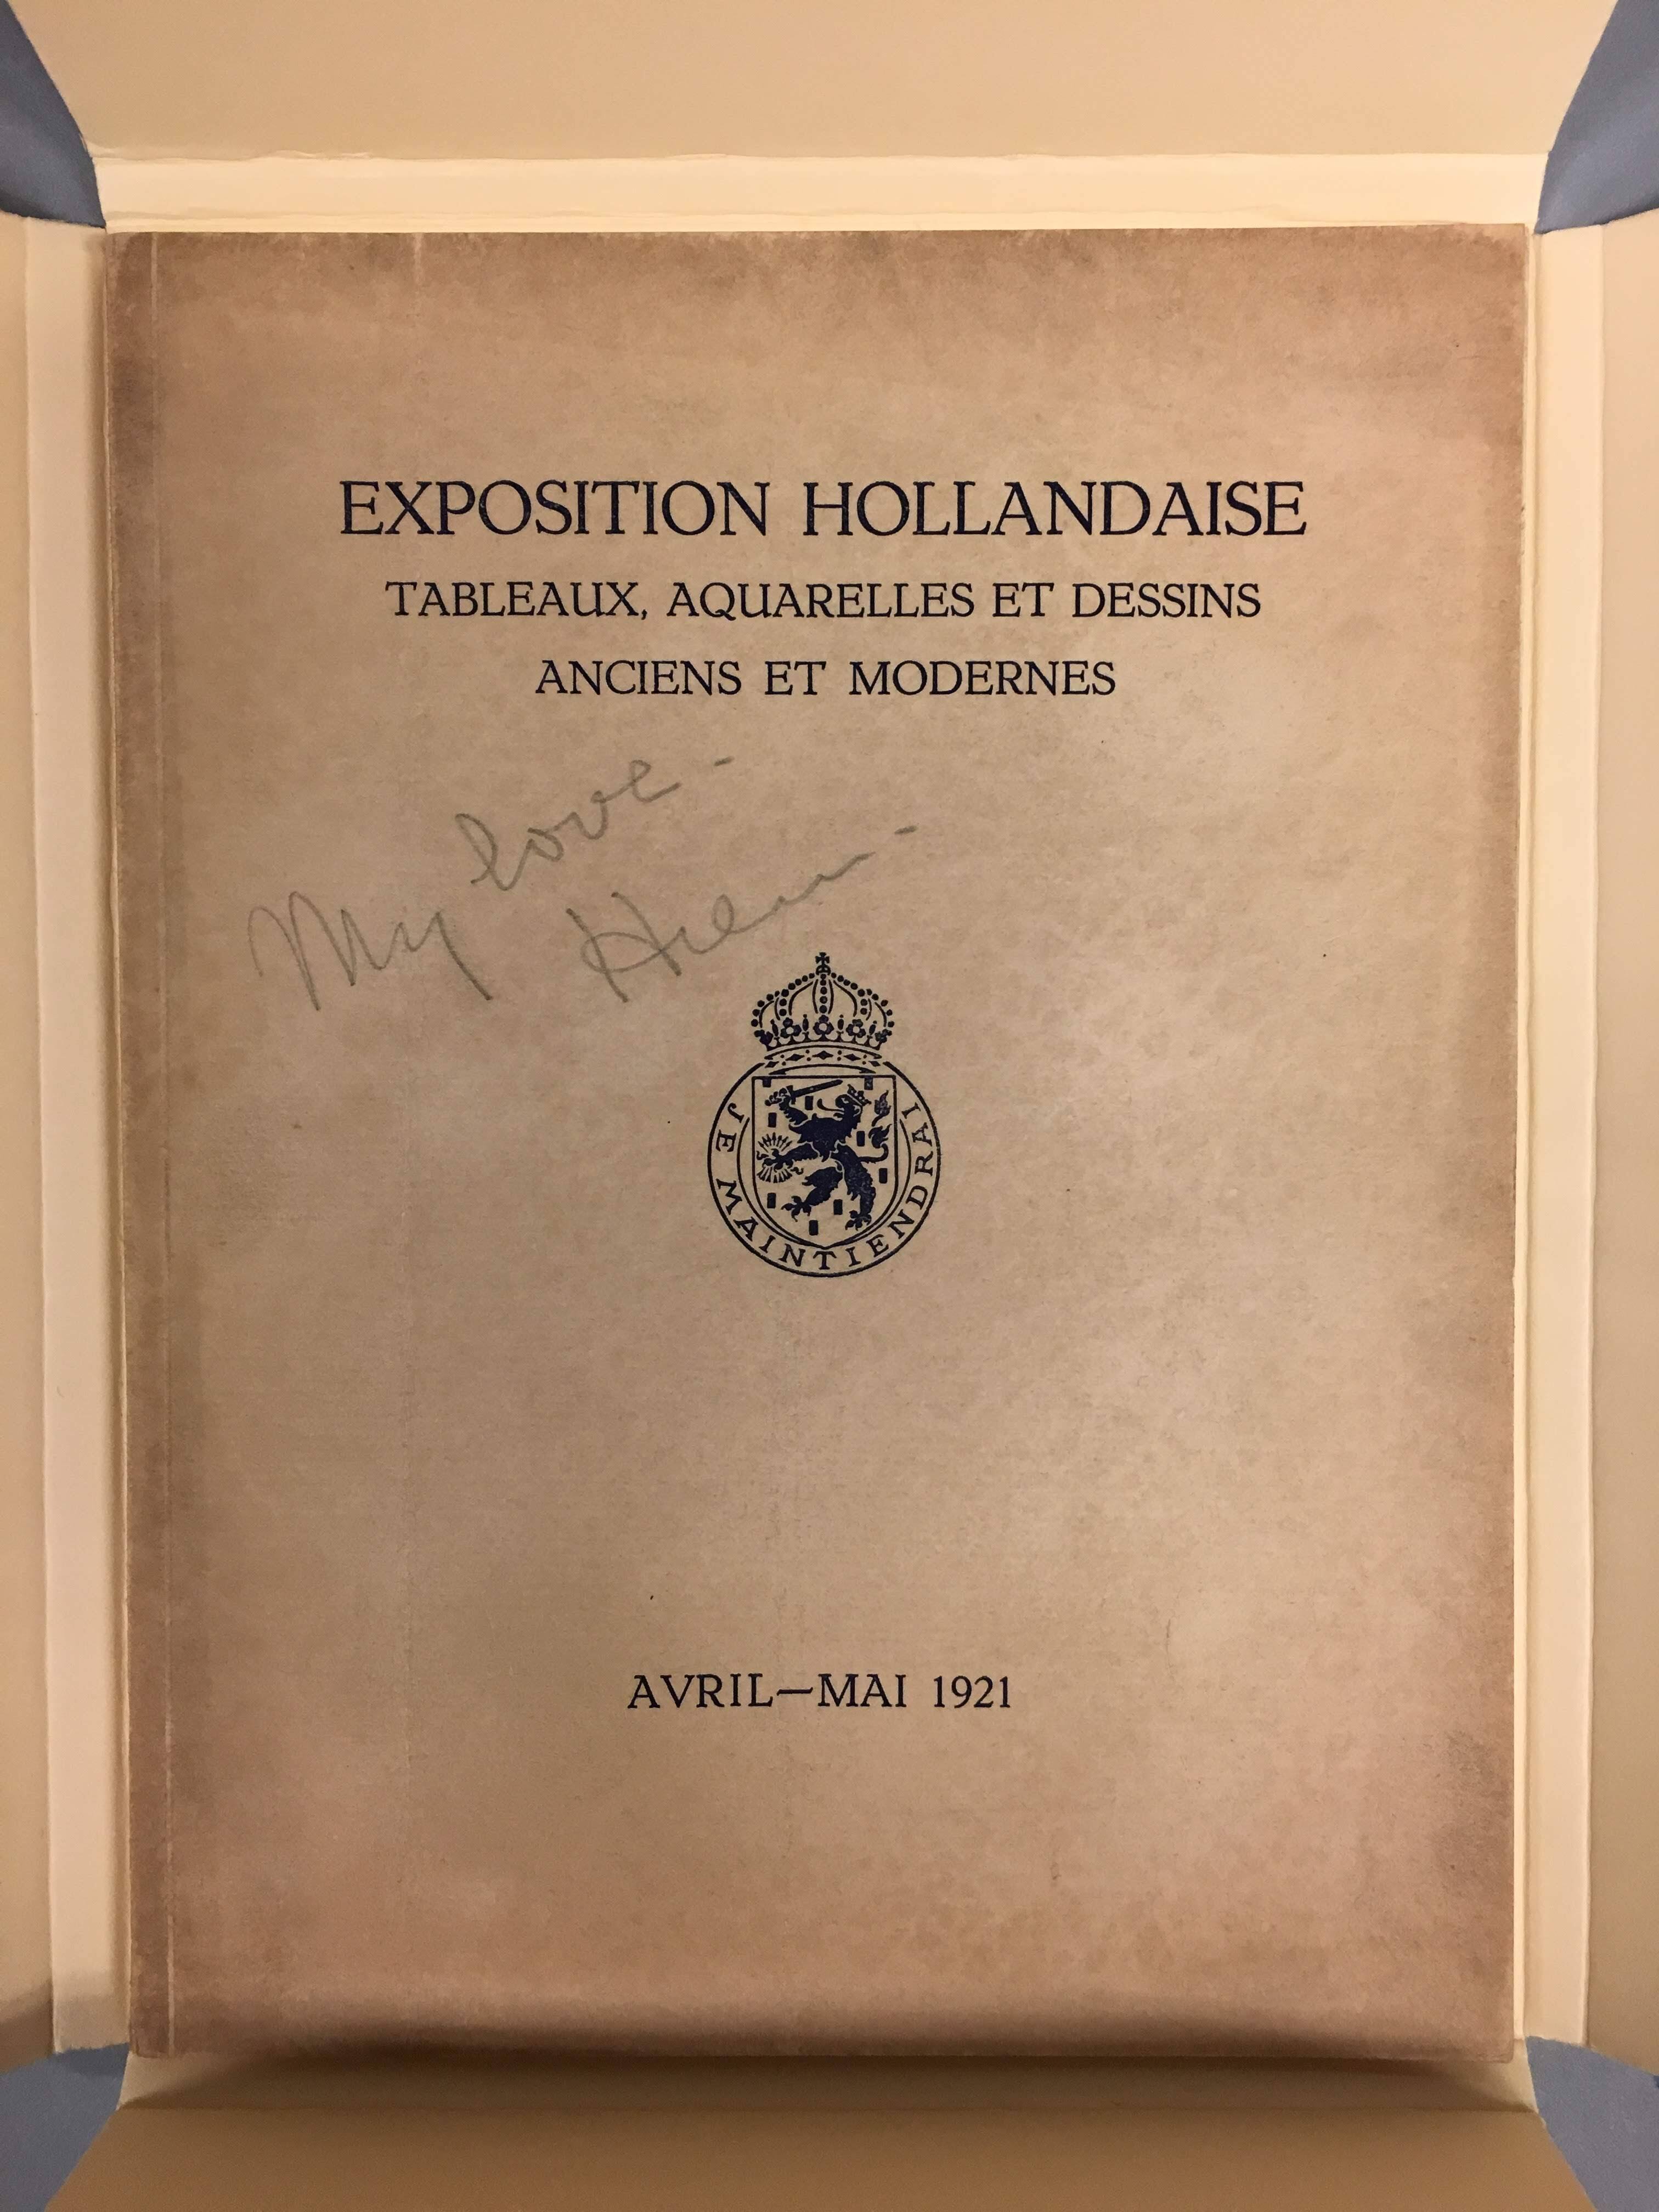 EXPOSITION HOLLANDAISE
TABLEAUX, AQUARELLES ET DESSINS
ANCIENS ET MODERNES
My love -
JE MAINTIENDRAI
AVRIL—MAI 1921